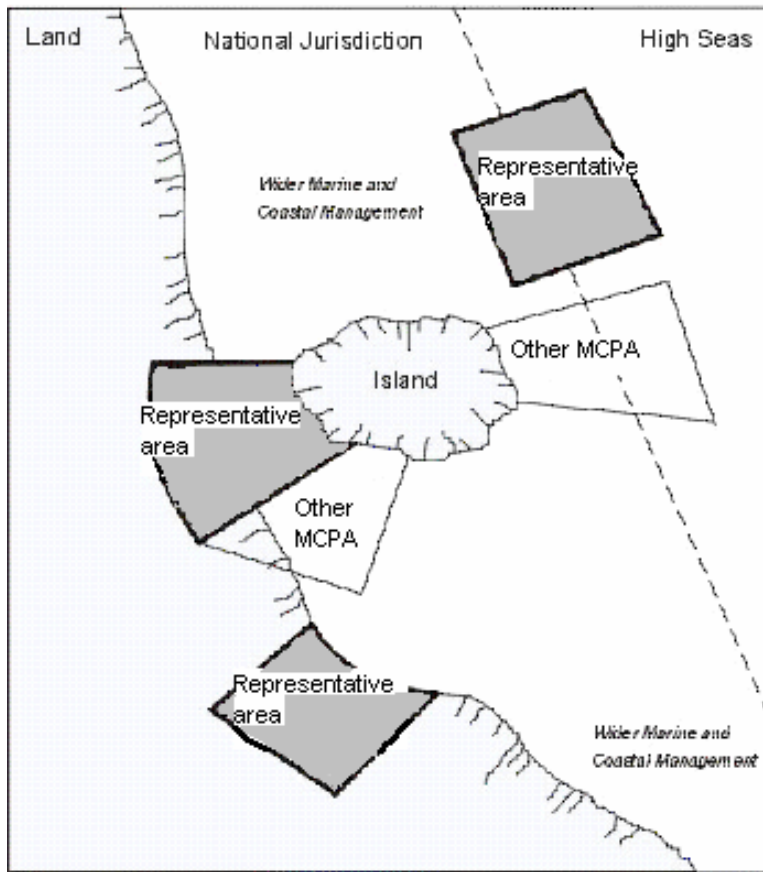 Land
National Jurisdiction
High Seas
Representative
area
Wider Marine and
Coastal Management
Other MCPA
Island
Representative
area
Other
MCPA
Representative
area
Wider Marine and
Coastal Management